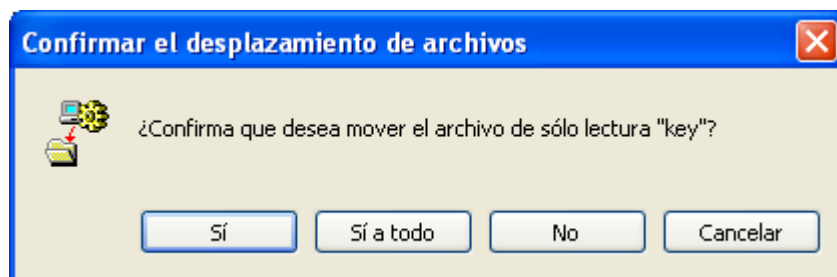 Confirmar el desplazamiento de archivos
¿Confirma que desea mover el archivo de sólo lectura "key"?
Sí
Sí a todo
No
Cancelar